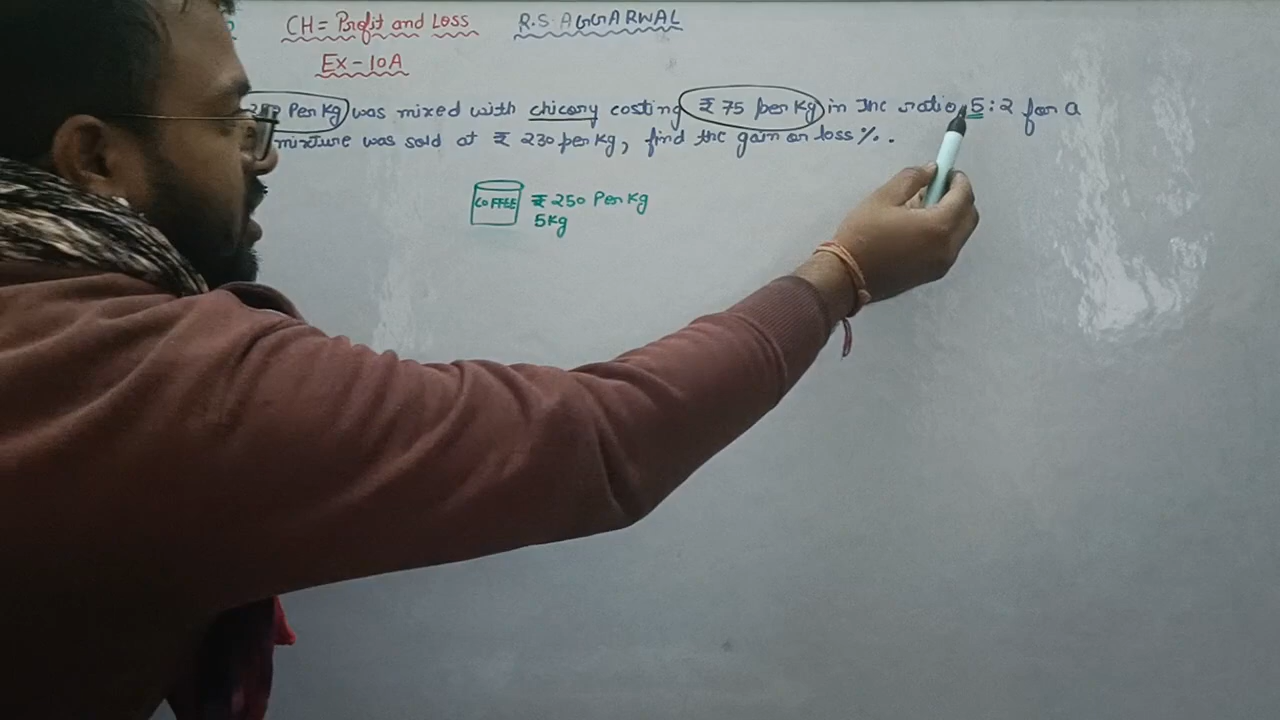 CH= Profit and Loss R.S AGGARWAL
Ex-10A
Per Kg was mixed with chicory costing ₹ 75 per Kg in the ratio 5:2 for a
mixture was sold at ₹ 230 per Kg, find the gain or loss %.
COFFEE ₹ 250 Per Kg
5Kg